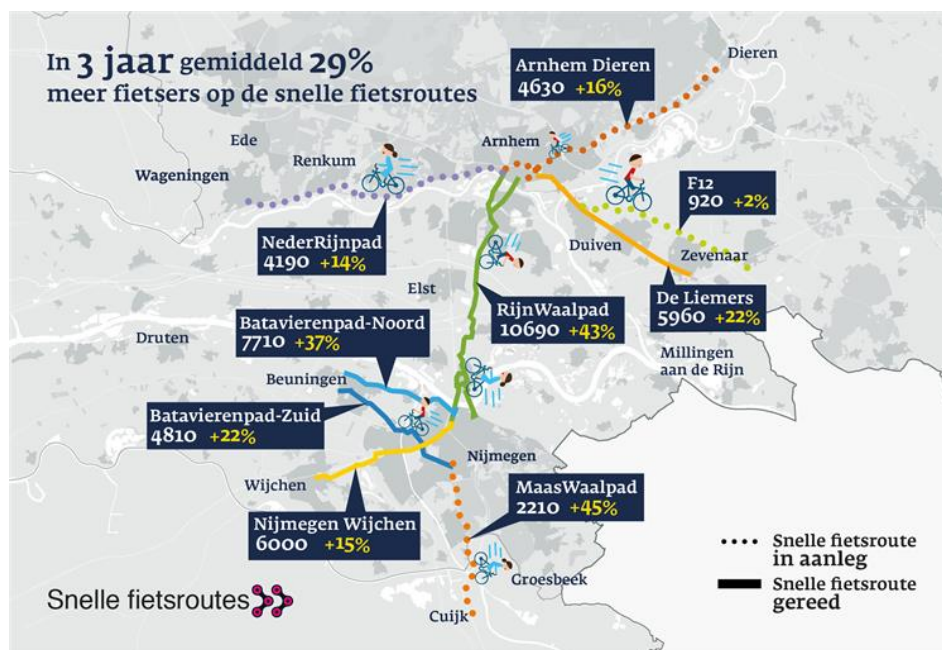 In 3 jaar gemiddeld 29%
meer fietsers op de snelle fietsroutes
Dieren
Arnhem Dieren
4630 +16%
Ede
Arnhem
Renkum
Wageningen
F12
920 +2%
NederRijnpad
4190 +14%
Duiven
Zevenaar
Elst
De Liemers
5960 +22%
RijnWaalpad
10690 +43%
Batavierenpad-Noord
7710 +37%
Druten
Millingen
aan de Rijn
Beuningen
Batavierenpad-Zuid
4810 +22%
Nijmegen
Wijchen
MaasWaalpad
2210 +45%
Nijmegen Wijchen
6000 +15%
Snelle fietsroute
in aanleg
Groesbeek
Snelle fietsroute
gereed
Snelle fietsroutes
Cuijk